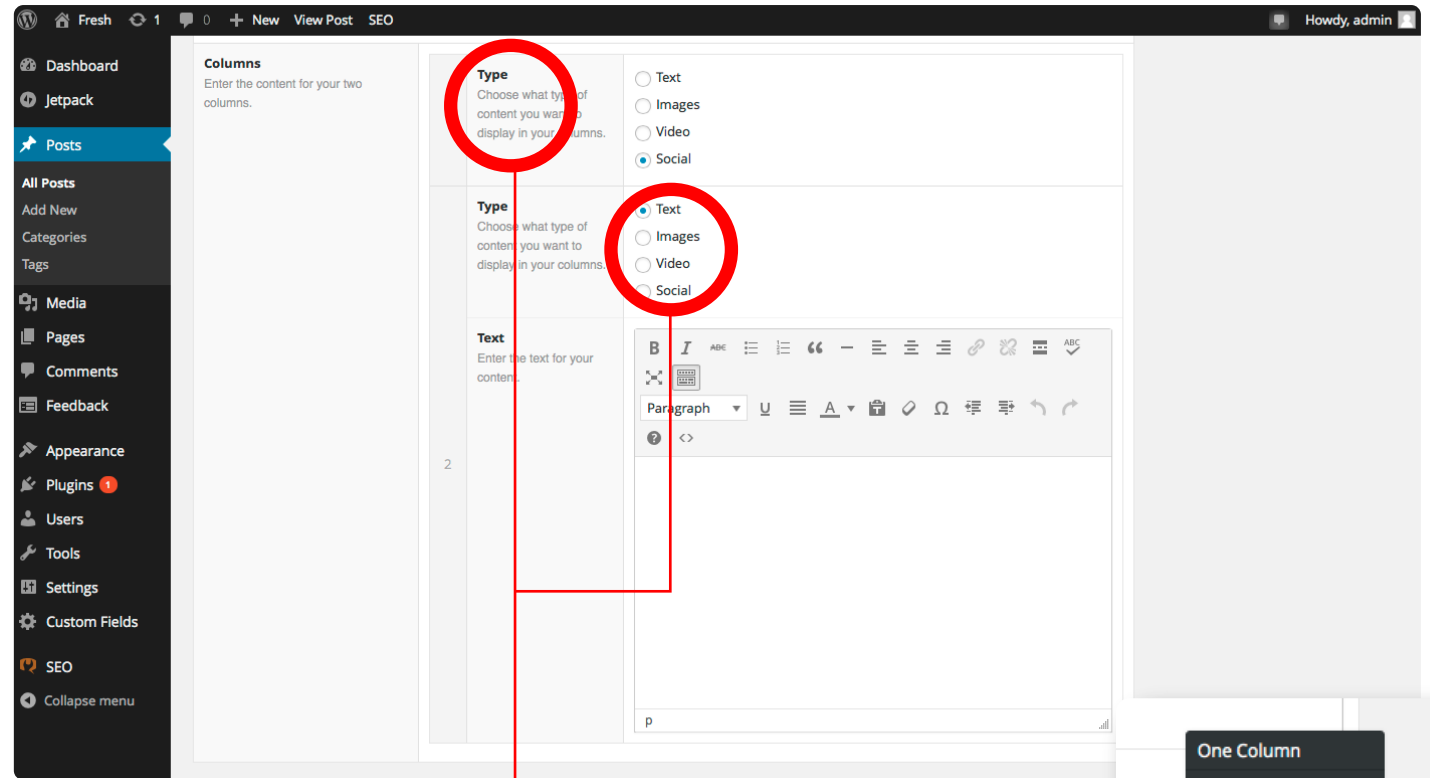 Fresh 1 0 + New View Post SEO Howdy, admin
Dashboard
Jetpack
Posts
All Posts
Add New
Categories
Tags
Media
Pages
Comments
Feedback
Appearance
Plugins 1
Users
Tools
Settings
Custom Fields
SEO
Collapse menu
Columns
Enter the content for your two
columns.
Type
Choose what type of
content you want to
display in your columns.
Text
Images
Video
Social
2
Type
Choose what type of
content you want to
display in your columns.
Text
Images
Video
Social
Text
Enter the text for your
content.
B I ABC ABC
Paragraph U A T Ω
? <>
p
One Column